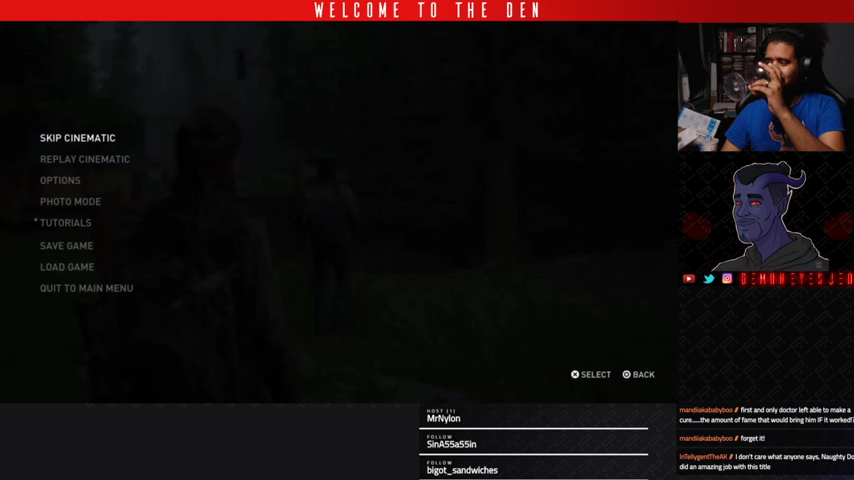 WELCOME TO THE DEN
SKIP CINEMATIC
REPLAY CINEMATIC
OPTIONS
PHOTO MODE
TUTORIALS
SAVE GAME
LOAD GAME
QUIT TO MAIN MENU
SELECT
BACK
HOST (1)
MrNylon
FOLLOW
SinA55a55in
FOLLOW
bigot_sandwiches
DEMONEYESJEO
mandiiakababyboo // first and only doctor left able to make a
cure......the amount of fame that would bring him IF it worked!?
mandiiakababyboo // forget it!
InTellygentTheAK // I don't care what anyone says, Naughty Do
did an amazing job with this title